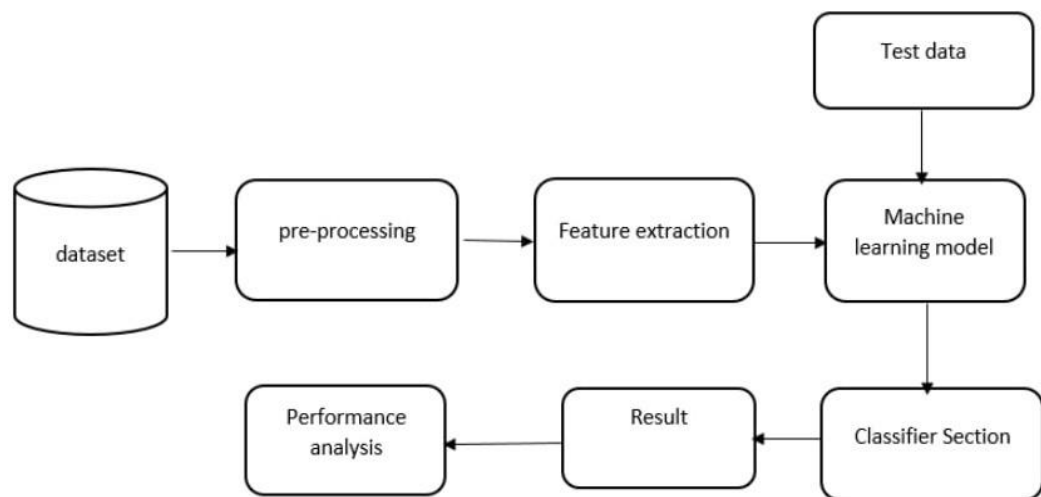 Test data
dataset
pre-processing
Feature extraction
Machine
learning model
Performance
analysis
Result
Classifier Section